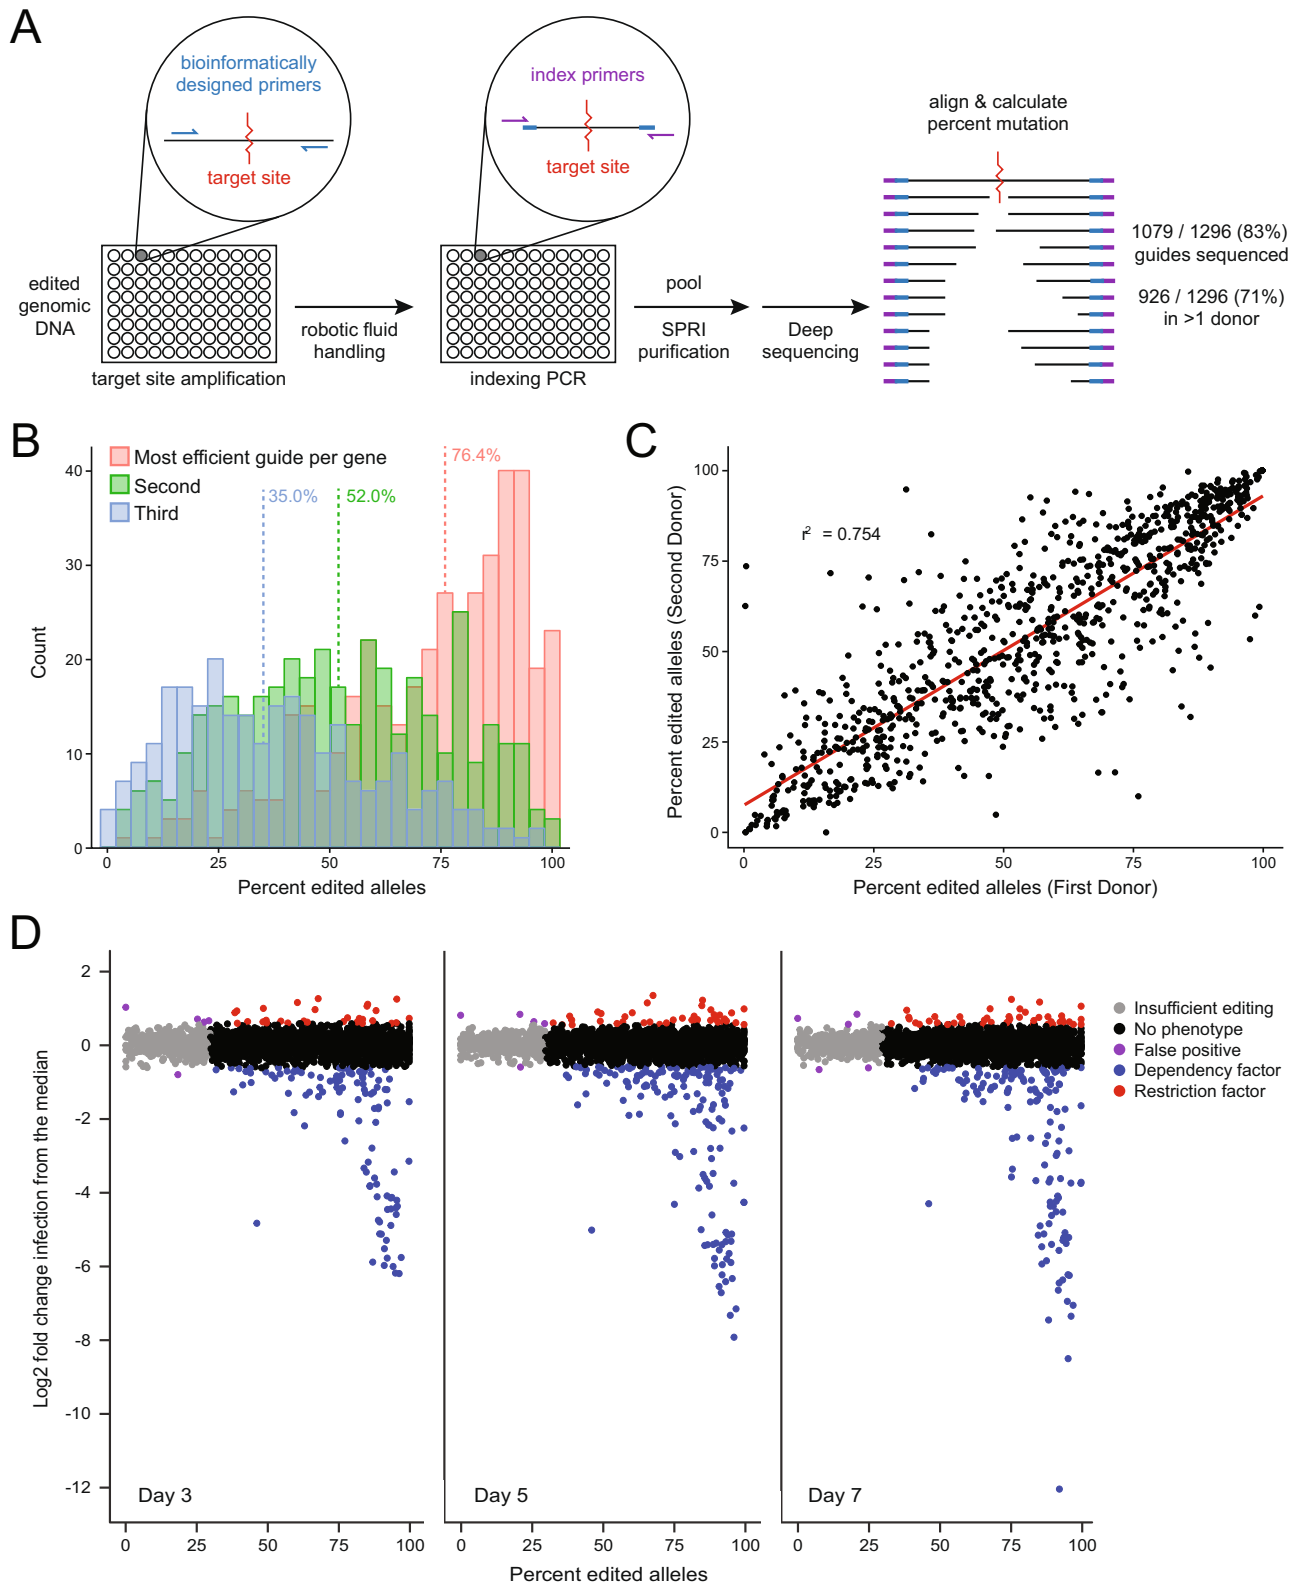 A
bioinformatically
designed primers
target site
index primers
target site
align & calculate
percent mutation
1079 / 1296 (83%)
guides sequenced
926 / 1296 (71%)
in >1 donor
edited
genomic
DNA
robotic fluid
handling
pool
SPRI
purification
Deep
sequencing
target site amplification
indexing PCR
B
Most efficient guide per gene
Second
Third
76.4%
35.0%
52.0%
40
30
20
10
0
Count
0
25
50
75
100
Percent edited alleles
C
r² = 0.754
100
75
50
25
0
Percent edited alleles (Second Donor)
0
25
50
75
100
Percent edited alleles (First Donor)
D
2
0
-2
-4
-6
-8
-10
-12
Log2 fold change infection from the median
Day 3
Day 5
Day 7
0
25
50
75
100
0
25
50
75
100
0
25
50
75
100
Percent edited alleles
Insufficient editing
No phenotype
False positive
Dependency factor
Restriction factor